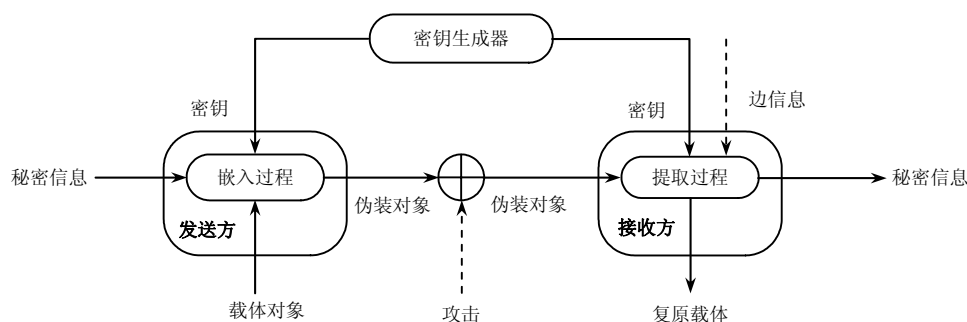 密钥生成器
密钥
密钥
边信息
秘密信息
嵌入过程
提取过程
秘密信息
伪装对象
伪装对象
发送方
接收方
载体对象
攻击
复原载体